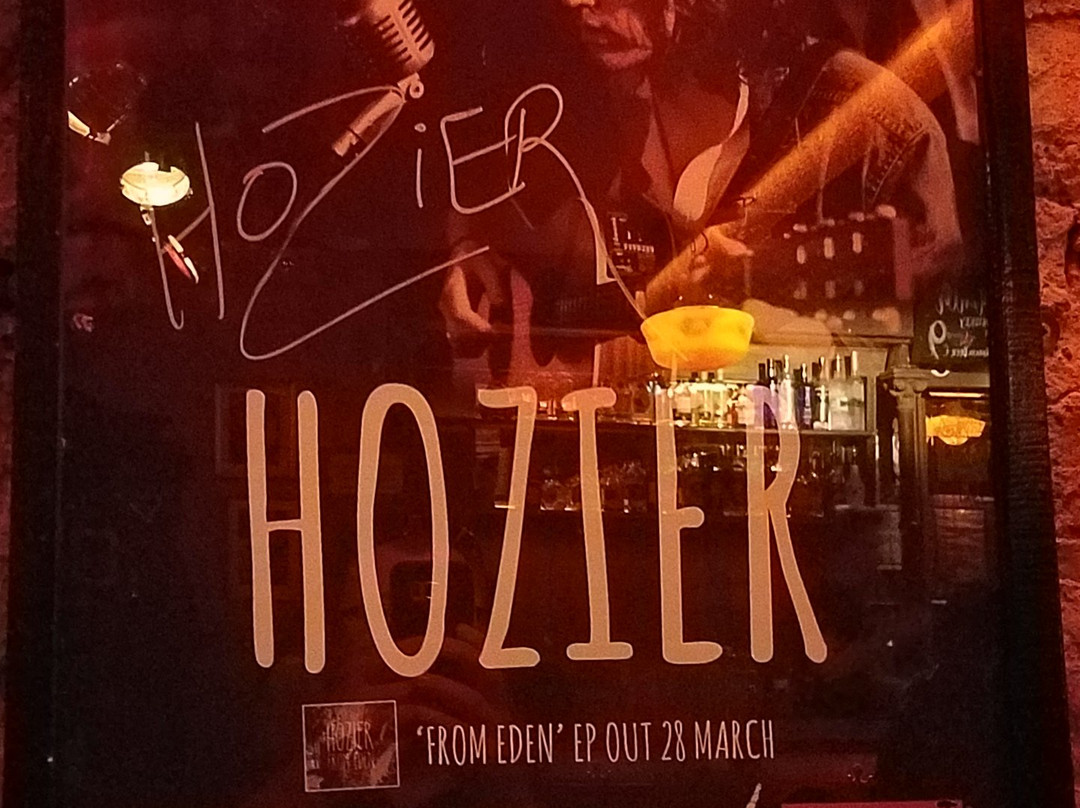 HOZiER
HOZIER
HOZIER
'FROM EDEN' EP OUT 28 MARCH